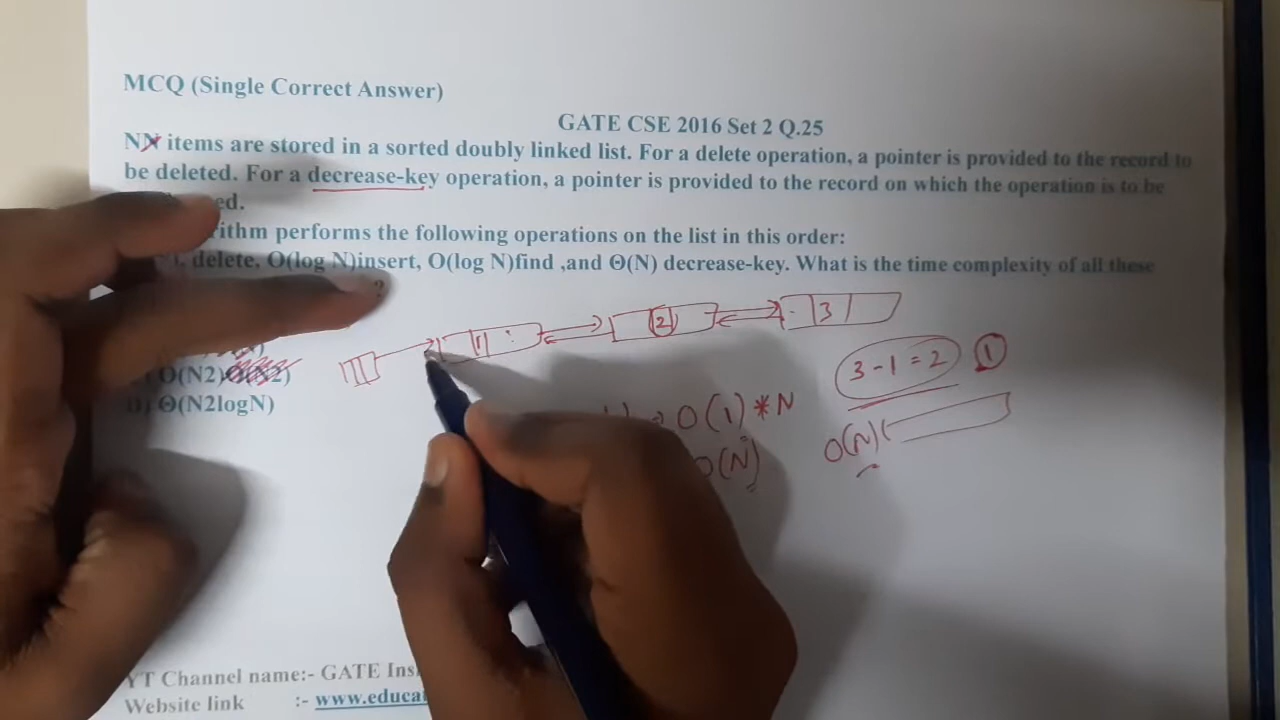 MCQ (Single Correct Answer)
GATE CSE 2016 Set 2 Q.25
NN items are stored in a sorted doubly linked list. For a delete operation, a pointer is provided to the record to
be deleted. For a decrease-key operation, a pointer is provided to the record on which the operation is to be
ed.
rithm performs the following operations on the list in this order:
, delete, O(log N)insert, O(log N)find ,and Θ(N) decrease-key. What is the time complexity of all these
?
1 2 3
3 - 1 = 2 1
O(N2)
D) Θ(N2logN)
O(1) * N
O(N)
O(N)
YT Channel name:- GATE Ins
Website link :- www.educa